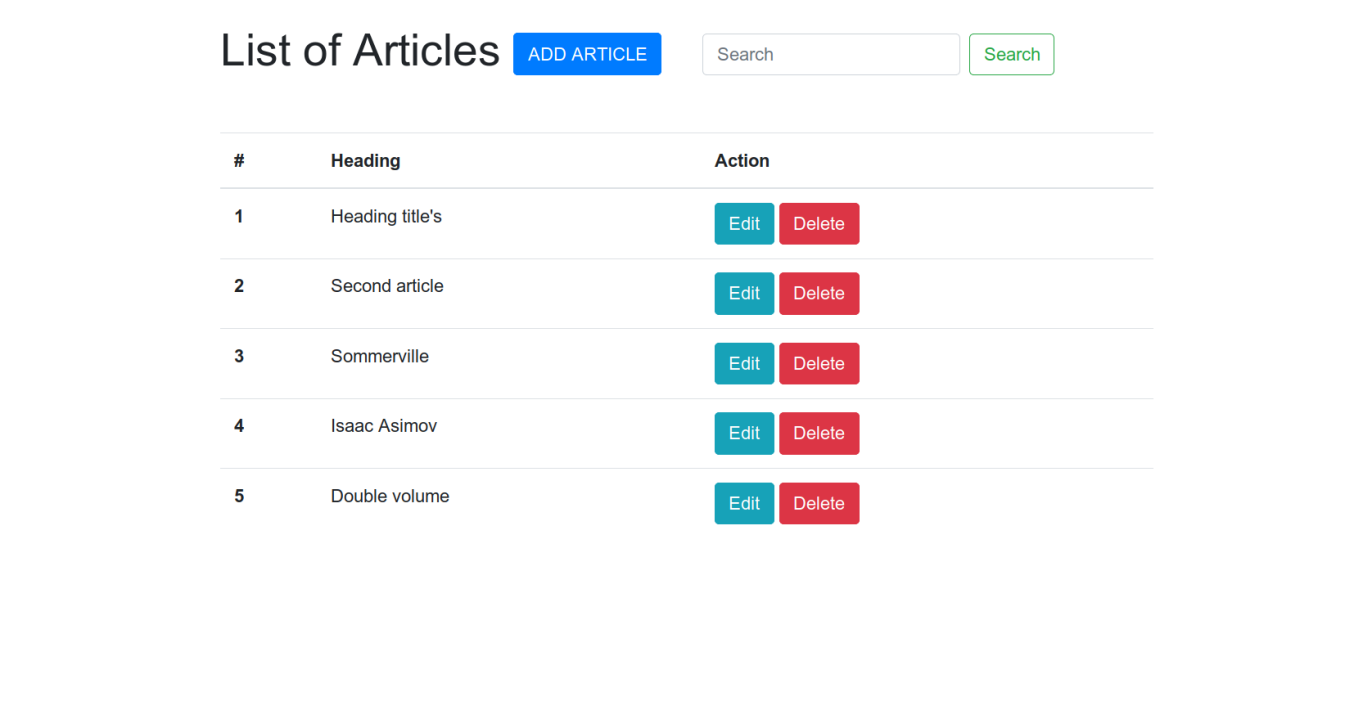 List of Articles ADD ARTICLE Search Search
# Heading Action
1 Heading title's Edit Delete
2 Second article Edit Delete
3 Sommerville Edit Delete
4 Isaac Asimov Edit Delete
5 Double volume Edit Delete